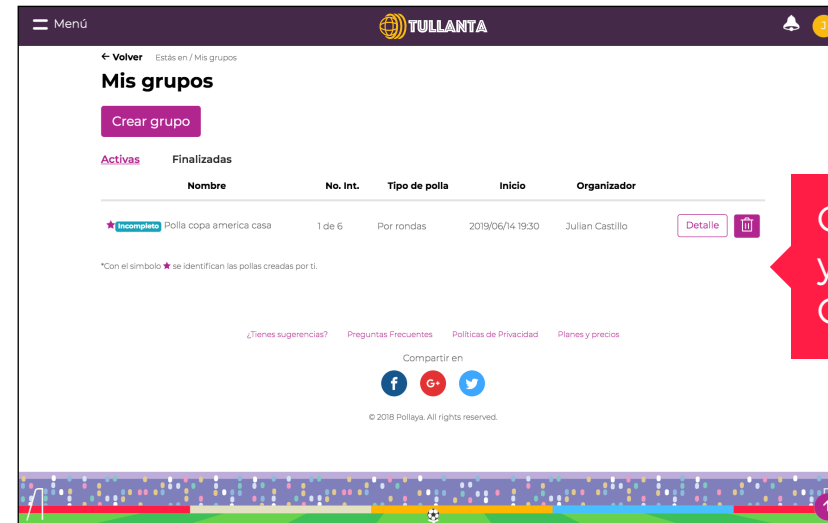 Menú
TULLANTA
J
← Volver Estás en / Mis grupos
Mis grupos
Crear grupo
Activas Finalizadas
Nombre No. Int. Tipo de polla Inicio Organizador
★ Incompleto Polla copa america casa 1 de 6 Por rondas 2019/06/14 19:30 Julian Castillo Detalle
*Con el simbolo ★ se identifican las pollas creadas por ti.
¿Tienes sugerencias? Preguntas Frecuentes Políticas de Privacidad Planes y precios
Compartir en
f G+
© 2018 Pollaya. All rights reserved.